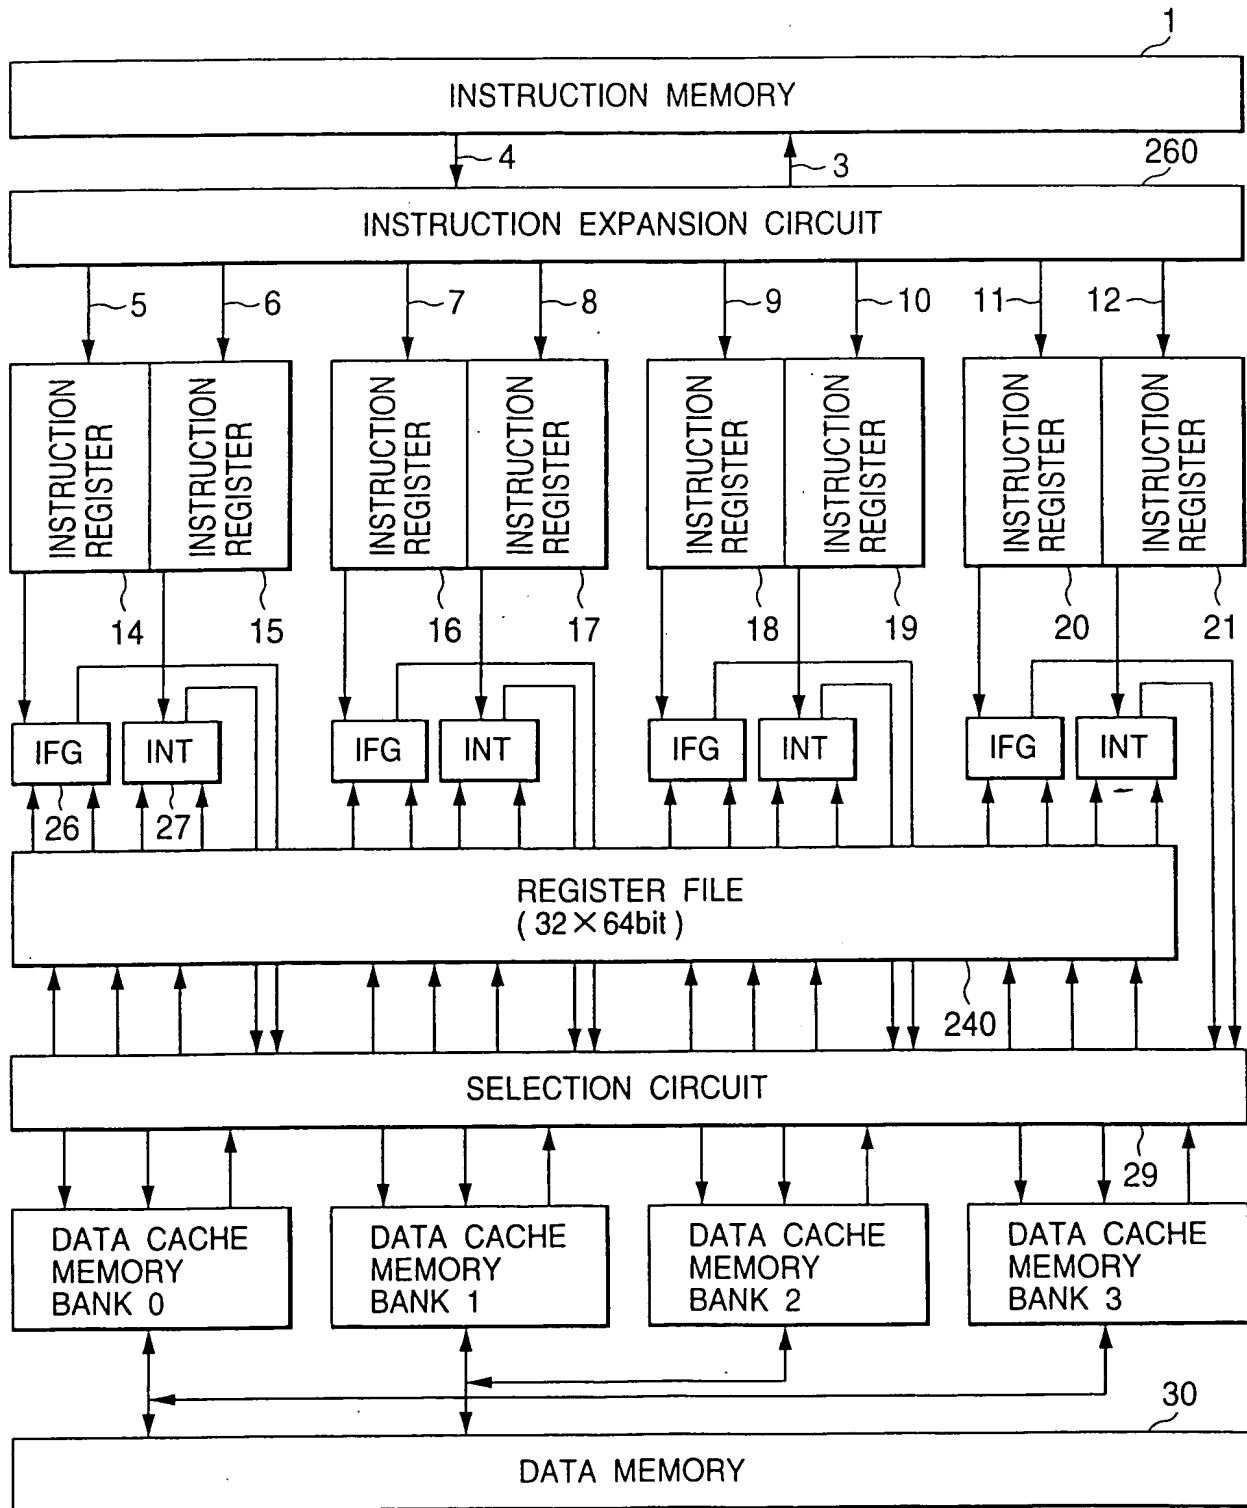 1
INSTRUCTION MEMORY
4
3
260
INSTRUCTION EXPANSION CIRCUIT
5
6
7
8
9
10
11
12
INSTRUCTION
REGISTER
INSTRUCTION
REGISTER
INSTRUCTION
REGISTER
INSTRUCTION
REGISTER
INSTRUCTION
REGISTER
INSTRUCTION
REGISTER
INSTRUCTION
REGISTER
INSTRUCTION
REGISTER
14
15
16
17
18
19
20
21
IFG
INT
IFG
INT
IFG
INT
IFG
INT
26
27
REGISTER FILE
(32×64bit)
240
SELECTION CIRCUIT
29
DATA CACHE
MEMORY
BANK 0
DATA CACHE
MEMORY
BANK 1
DATA CACHE
MEMORY
BANK 2
DATA CACHE
MEMORY
BANK 3
30
DATA MEMORY